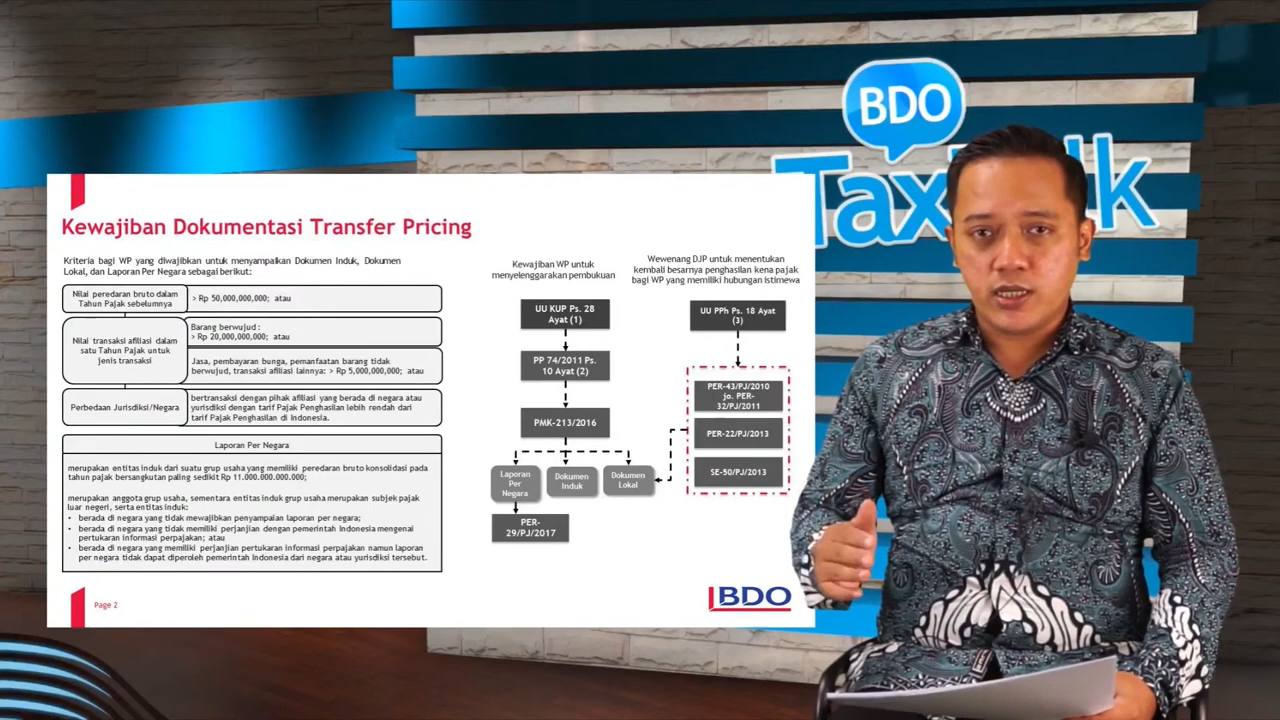 BDO
TaxTalk
Kewajiban Dokumentasi Transfer Pricing
Kriteria bagi WP yang diwajibkan untuk menyampaikan Dokumen Induk, Dokumen
Lokal, dan Laporan Per Negara sebagai berikut:
Nilai peredaran bruto dalam
Tahun Pajak sebelumnya
> Rp 50,000,000,000; atau
Nilai transaksi afiliasi dalam
satu Tahun Pajak untuk
jenis transaksi
Barang berwujud :
> Rp 20,000,000,000; atau
Jasa, pembayaran bunga, pemanfaatan barang tidak
berwujud, transaksi afiliasi lainnya: > Rp 5,000,000,000; atau
Perbedaan Jurisdiksi/Negara
bertransaksi dengan pihak afiliasi yang berada di negara atau
yurisdiksi dengan tarif Pajak Penghasilan lebih rendah dari
tarif Pajak Penghasilan di Indonesia.
Laporan Per Negara
merupakan entitas induk dari suatu grup usaha yang memiliki peredaran bruto konsolidasi pada
tahun pajak bersangkutan paling sedikit Rp 11.000.000.000.000;
merupakan anggota grup usaha, sementara entitas induk grup usaha merupakan subjek pajak
luar negeri, serta entitas induk:
• berada di negara yang tidak mewajibkan penyampaian laporan per negara;
• berada di negara yang tidak memiliki perjanjian dengan pemerintah Indonesia mengenai
pertukaran informasi perpajakan; atau
• berada di negara yang memiliki perjanjian pertukaran informasi perpajakan namun laporan
per negara tidak dapat diperoleh pemerintah Indonesia dari negara atau yurisdiksi tersebut.
Kewajiban WP untuk
menyelenggarakan pembukuan
UU KUP Ps. 28
Ayat (1)
PP 74/2011 Ps.
10 Ayat (2)
PMK-213/2016
Laporan
Per
Negara
Dokumen
Induk
Dokumen
Lokal
PER-
29/PJ/2017
Wewenang DJP untuk menentukan
kembali besarnya penghasilan kena pajak
bagi WP yang memiliki hubungan istimewa
UU PPh Ps. 18 Ayat
(3)
PER-43/PJ/2010
jo. PER-
32/PJ/2011
PER-22/PJ/2013
SE-50/PJ/2013
Page 2
BDO